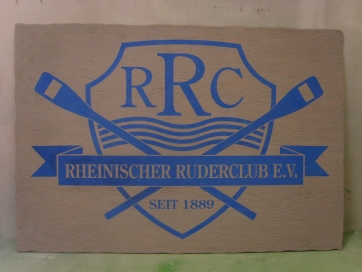 RRC
RHEINISCHER RUDERCLUB E.V.
SEIT 1889